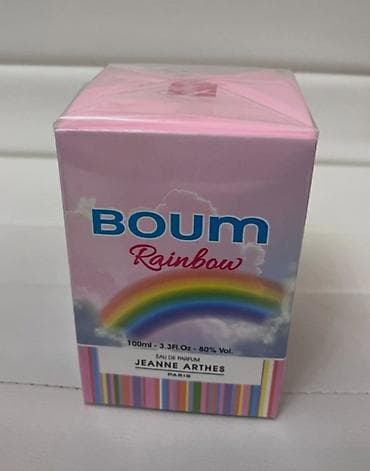 BOUM
Rainbow
100ml - 3.3Fl.Oz - 80% Vol.
EAU DE PARFUM
JEANNE ARTHES
PARIS